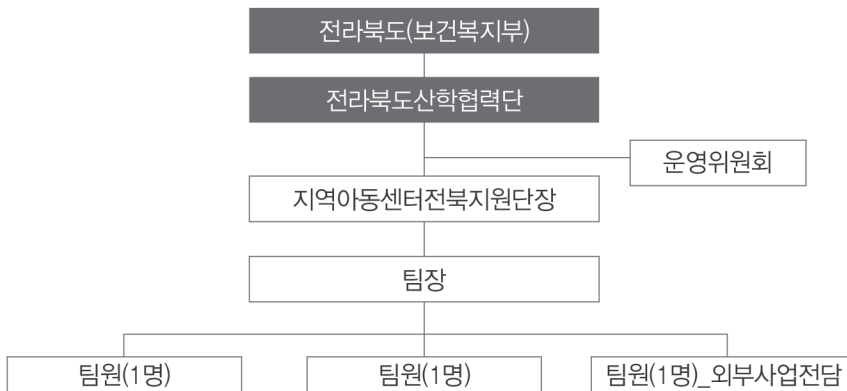 전라북도(보건복지부)
전라북도산학협력단
운영위원회
지역아동센터전북지원단장
팀장
팀원(1명)
팀원(1명)
팀원(1명)_외부사업전담